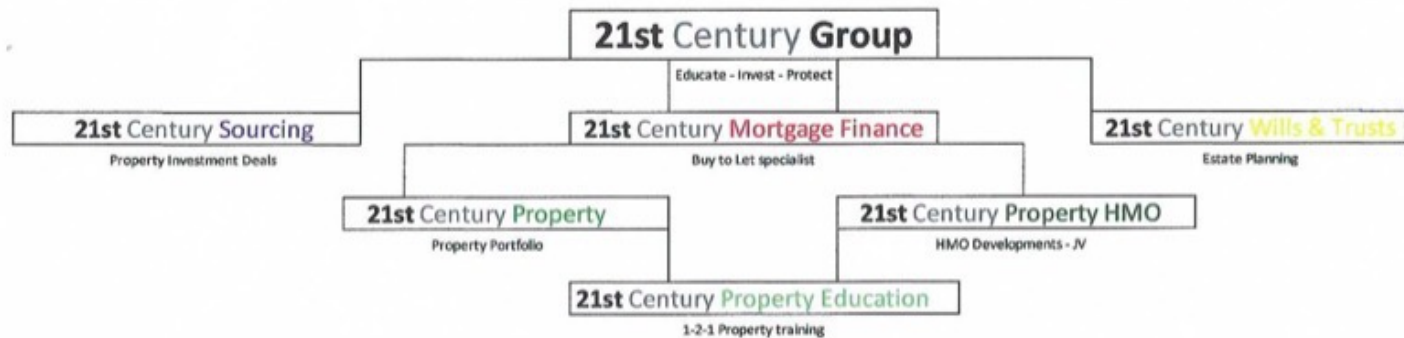 21st Century Group
Educate - Invest - Protect
21st Century Sourcing
21st Century Mortgage Finance
21st Century Wills & Trusts
Property Investment Deals
Buy to Let specialist
Estate Planning
21st Century Property
21st Century Property HMO
Property Portfolio
HMO Developments - JV
21st Century Property Education
1-2-1 Property training